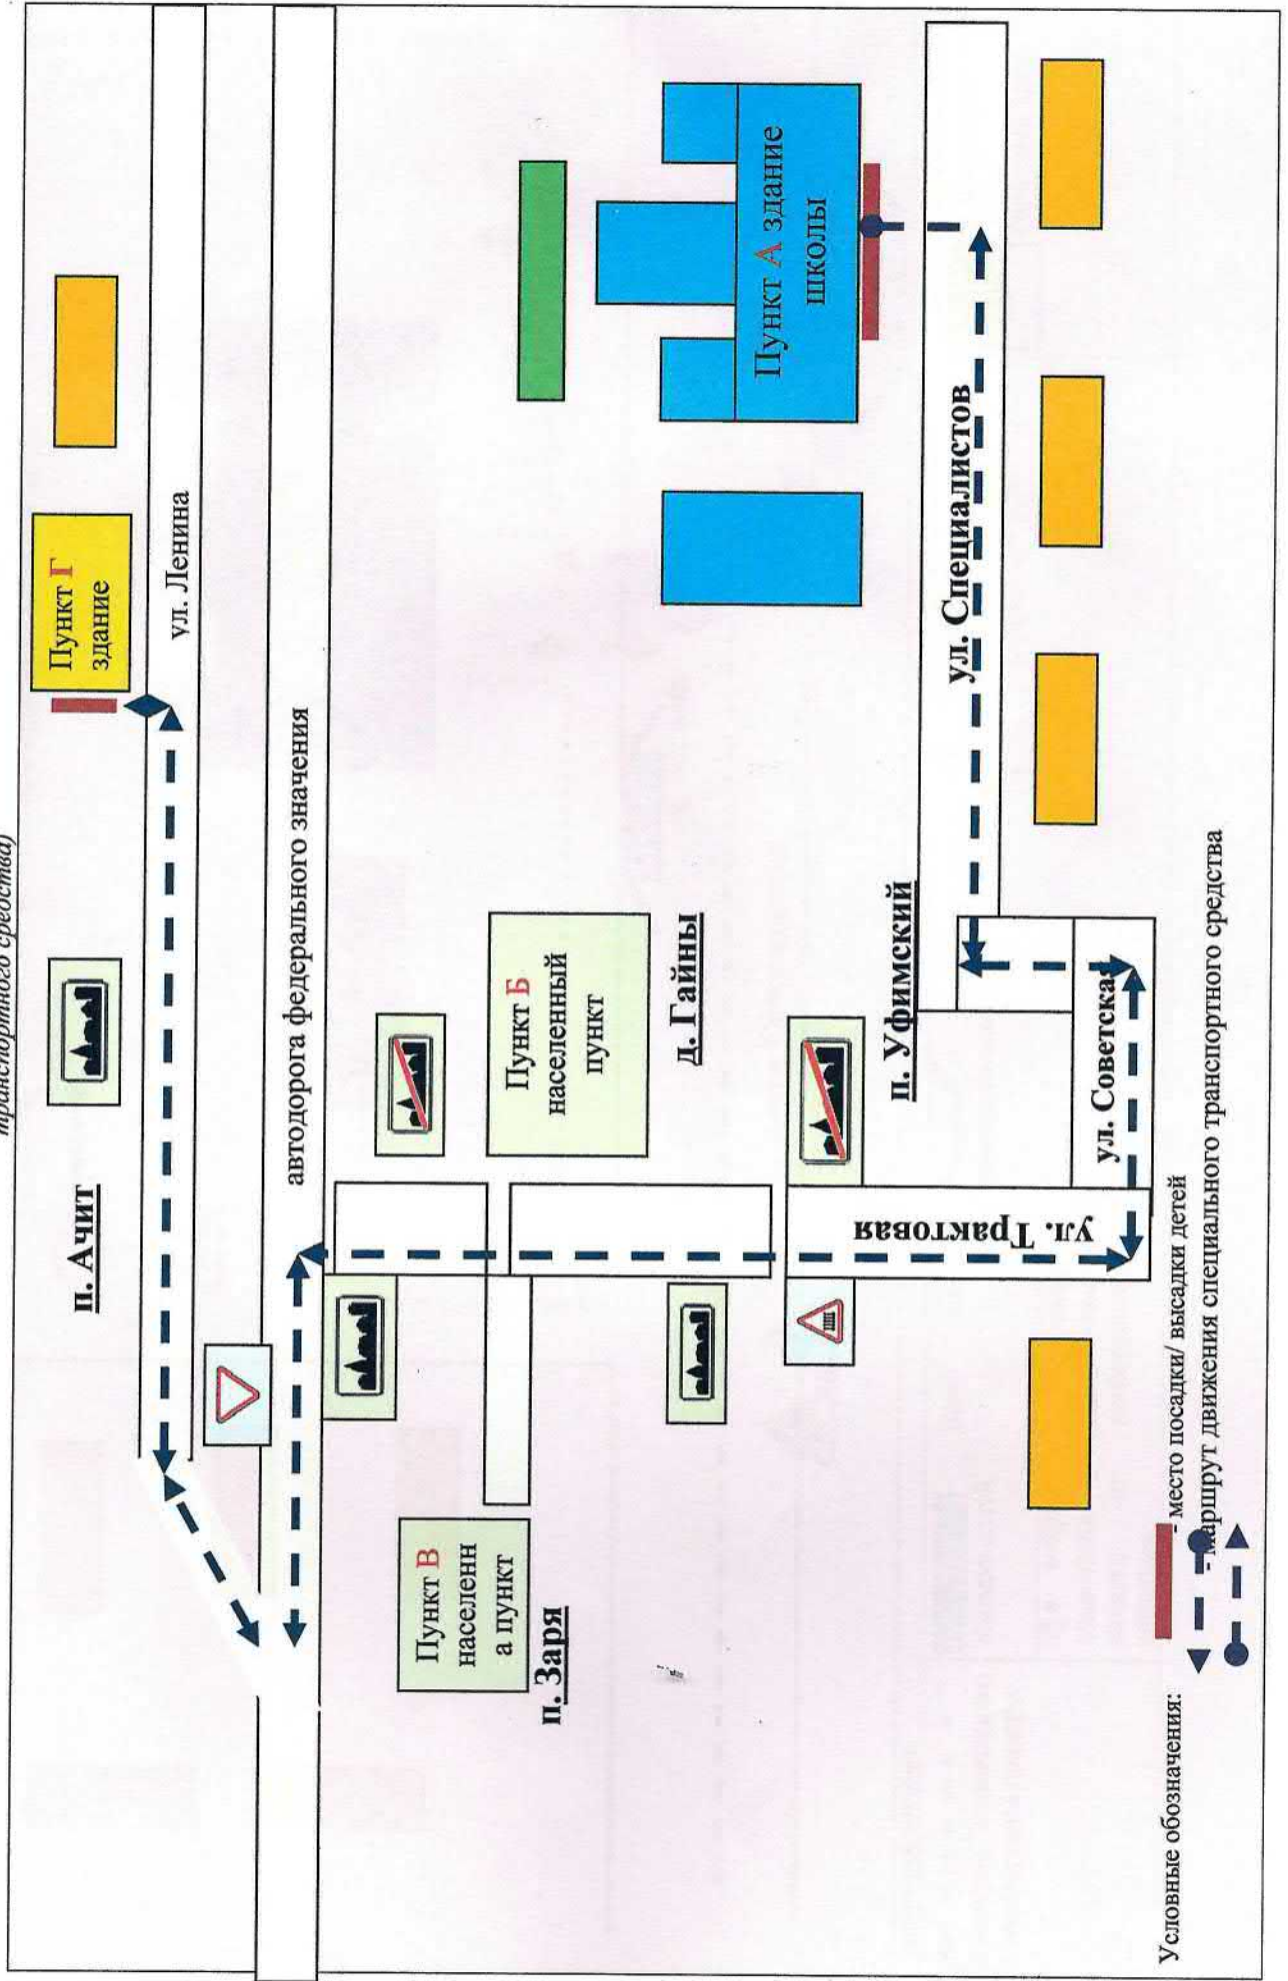 транспортного средства)
п. Ачит
Пункт Г
здание
ул. Ленина
автодорога федерального значения
Пункт В
населенн
а пункт
п. Заря
Пункт Б
населенный
пункт
д. Гайны
Пункт А здание
школы
п. Уфимский
ул. Специалистов
ул. Трактовая
ул. Советская
Условные обозначения:
- место посадки/ высадки детей
- маршрут движения специального транспортного средства